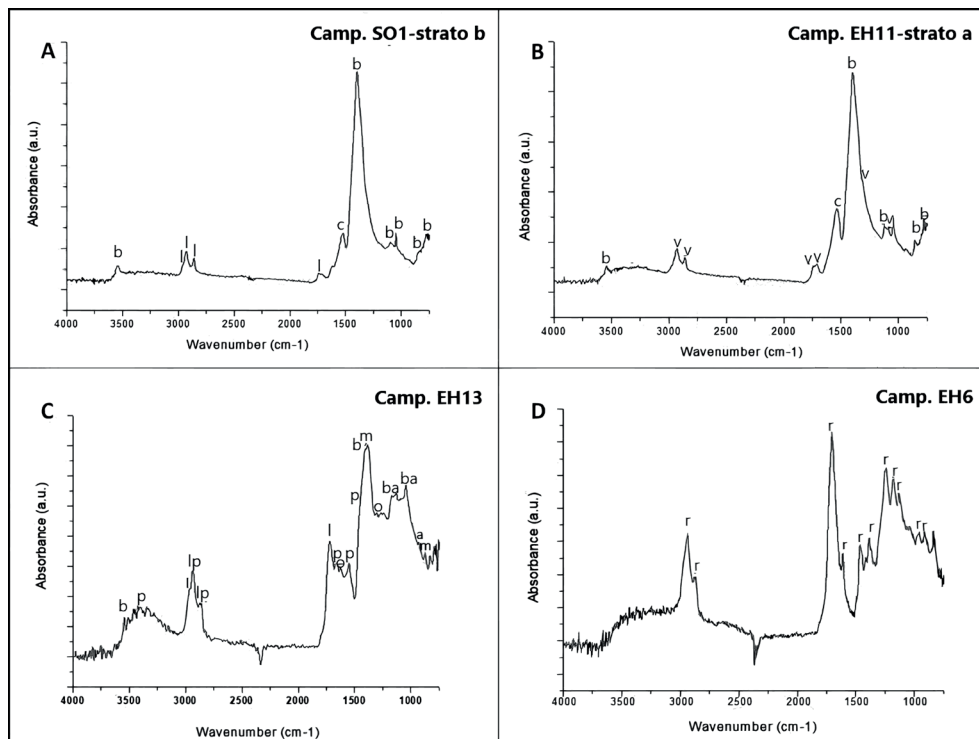 A
Camp. SO1-strato b
b
b
l
l
l
l
c
b
b
b
b
Absorbance (a.u.)
4000 3500 3000 2500 2000 1500 1000
Wavenumber (cm-1)
B
Camp. EH11-strato a
b
b
v
v
v
v
c
v
b
v
b
b
Absorbance (a.u.)
4000 3500 3000 2500 2000 1500 1000
Wavenumber (cm-1)
C
Camp. EH13
b
p
l
l
p
l
p
l
p
o
p
p
b
m
o
ba
ba
a
m
Absorbance (a.u.)
4000 3500 3000 2500 2000 1500 1000
Wavenumber (cm-1)
D
Camp. EH6
r
r
r
r
r
r
r
r
r
r
r
Absorbance (a.u.)
4000 3500 3000 2500 2000 1500 1000
Wavenumber (cm-1)